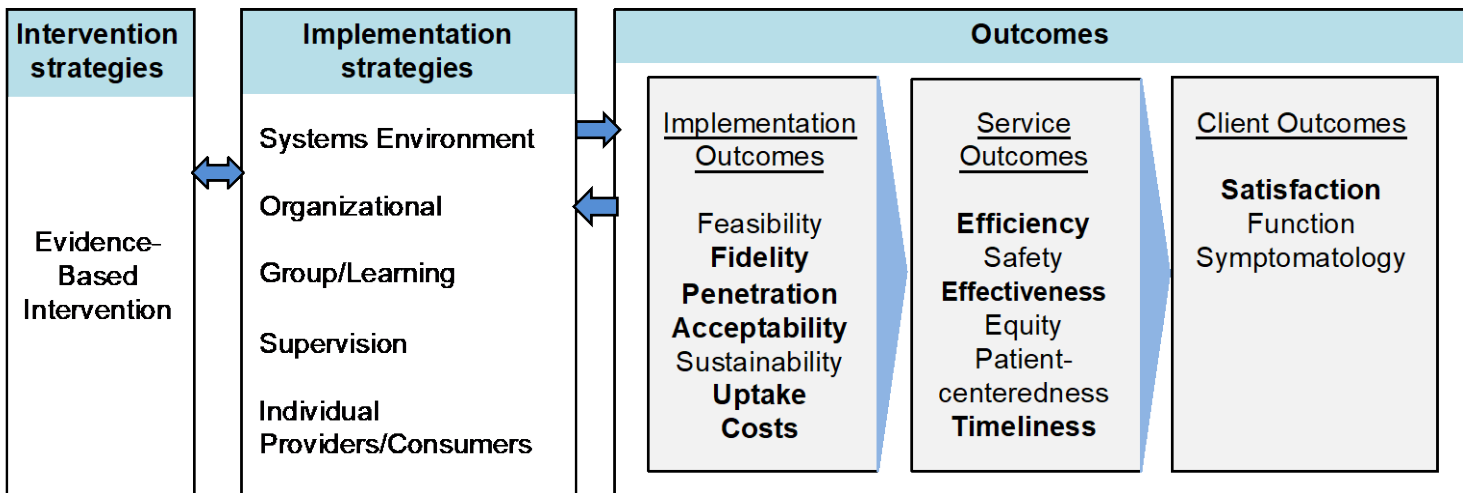 Intervention
strategies
Evidence-
Based
Intervention
Implementation
strategies
Systems Environment
Organizational
Group/Learning
Supervision
Individual
Providers/Consumers
Outcomes
Implementation
Outcomes
Feasibility
Fidelity
Penetration
Acceptability
Sustainability
Uptake
Costs
Service
Outcomes
Efficiency
Safety
Effectiveness
Equity
Patient-
centeredness
Timeliness
Client Outcomes
Satisfaction
Function
Symptomatology